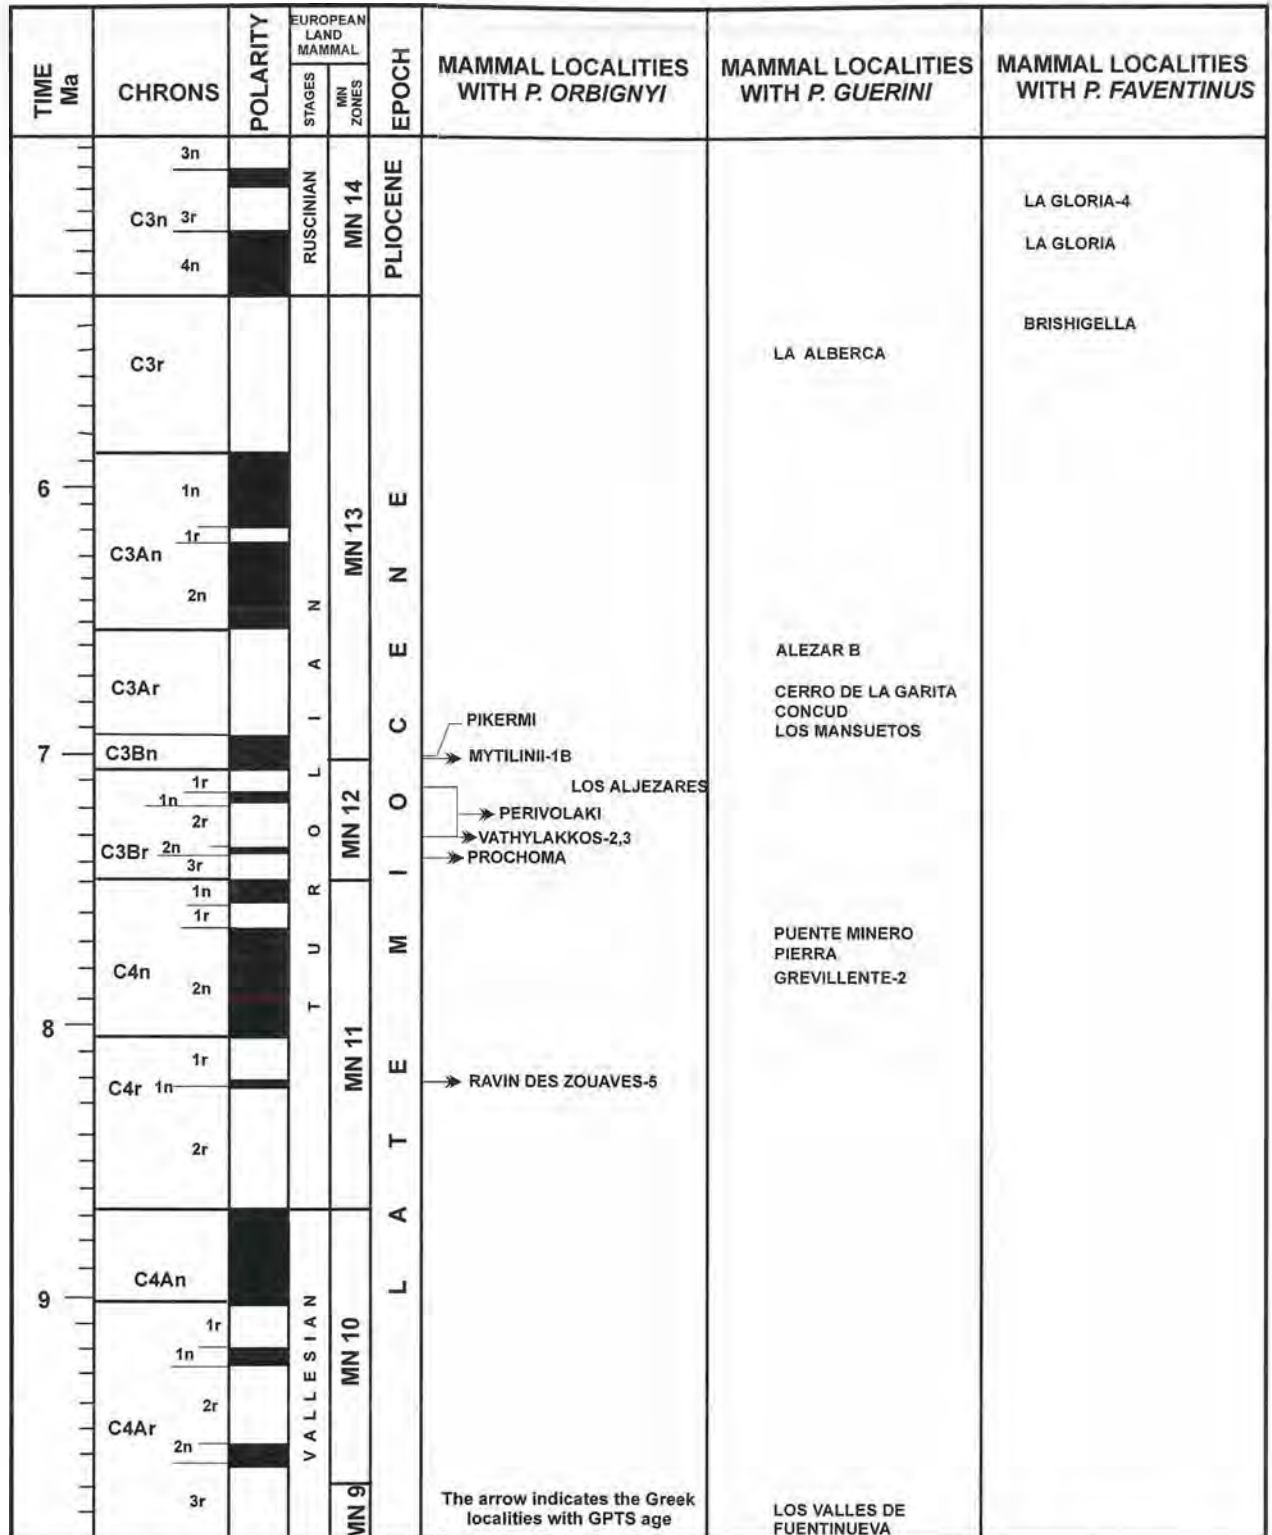 TIME Ma
CHRONS
POLARITY
EUROPEAN
LAND
MAMMAL
STAGES
MN ZONES
EPOCH
MAMMAL LOCALITIES
WITH P. ORBIGNYI
MAMMAL LOCALITIES
WITH P. GUERINI
MAMMAL LOCALITIES
WITH P. FAVENTINUS
3n
C3n 3r
4n
RUSCINIAN
MN 14
PLIOCENE
LA GLORIA-4
LA GLORIA
BRISHIGELLA
C3r
LA ALBERCA
6
1n
1r
C3An
2n
MN 13
TUROLIAN
LATE MIOCENE
ALEZAR B
C3Ar
CERRO DE LA GARITA
CONCUD
LOS MANSUETOS
PIKERMI
7
C3Bn
MYTILINII-1B
1r
1n
2r
C3Br 2n
3r
MN 12
LOS ALJEZARES
PERIVOLAKI
VATHYLAKKOS-2,3
PROCHOMA
1n
1r
C4n
2n
PUENTE MINERO
PIERRA
GREVILLENTE-2
8
1r
C4r 1n
2r
MN 11
RAVIN DES ZOUAVES-5
C4An
9
1r
1n
2r
C4Ar
2n
3r
VALLESIAN
MN 10
MN 9
The arrow indicates the Greek
localities with GPTS age
LOS VALLES DE
FUENTINUEVA